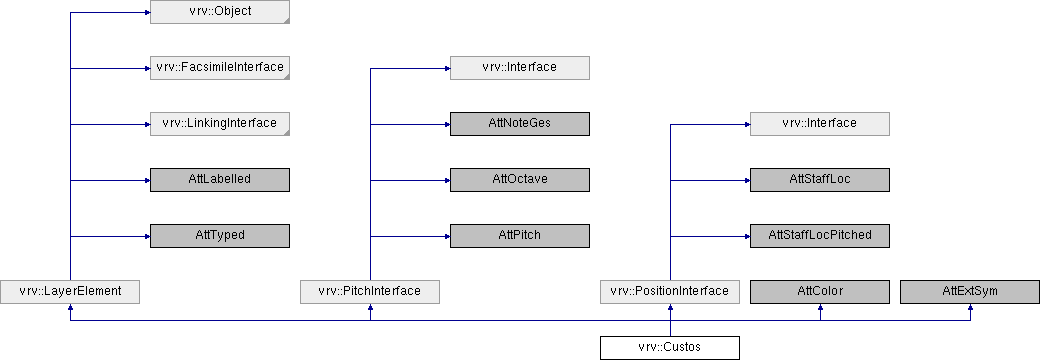 vrv::Object
vrv::FacsimileInterface
vrv::Interface
vrv::LinkingInterface
AttNoteGes
vrv::Interface
AttLabelled
AttOctave
AttStaffLoc
AttTyped
AttPitch
AttStaffLocPitched
vrv::LayerElement
vrv::PitchInterface
vrv::PositionInterface
AttColor
AttExtSym
vrv::Custos